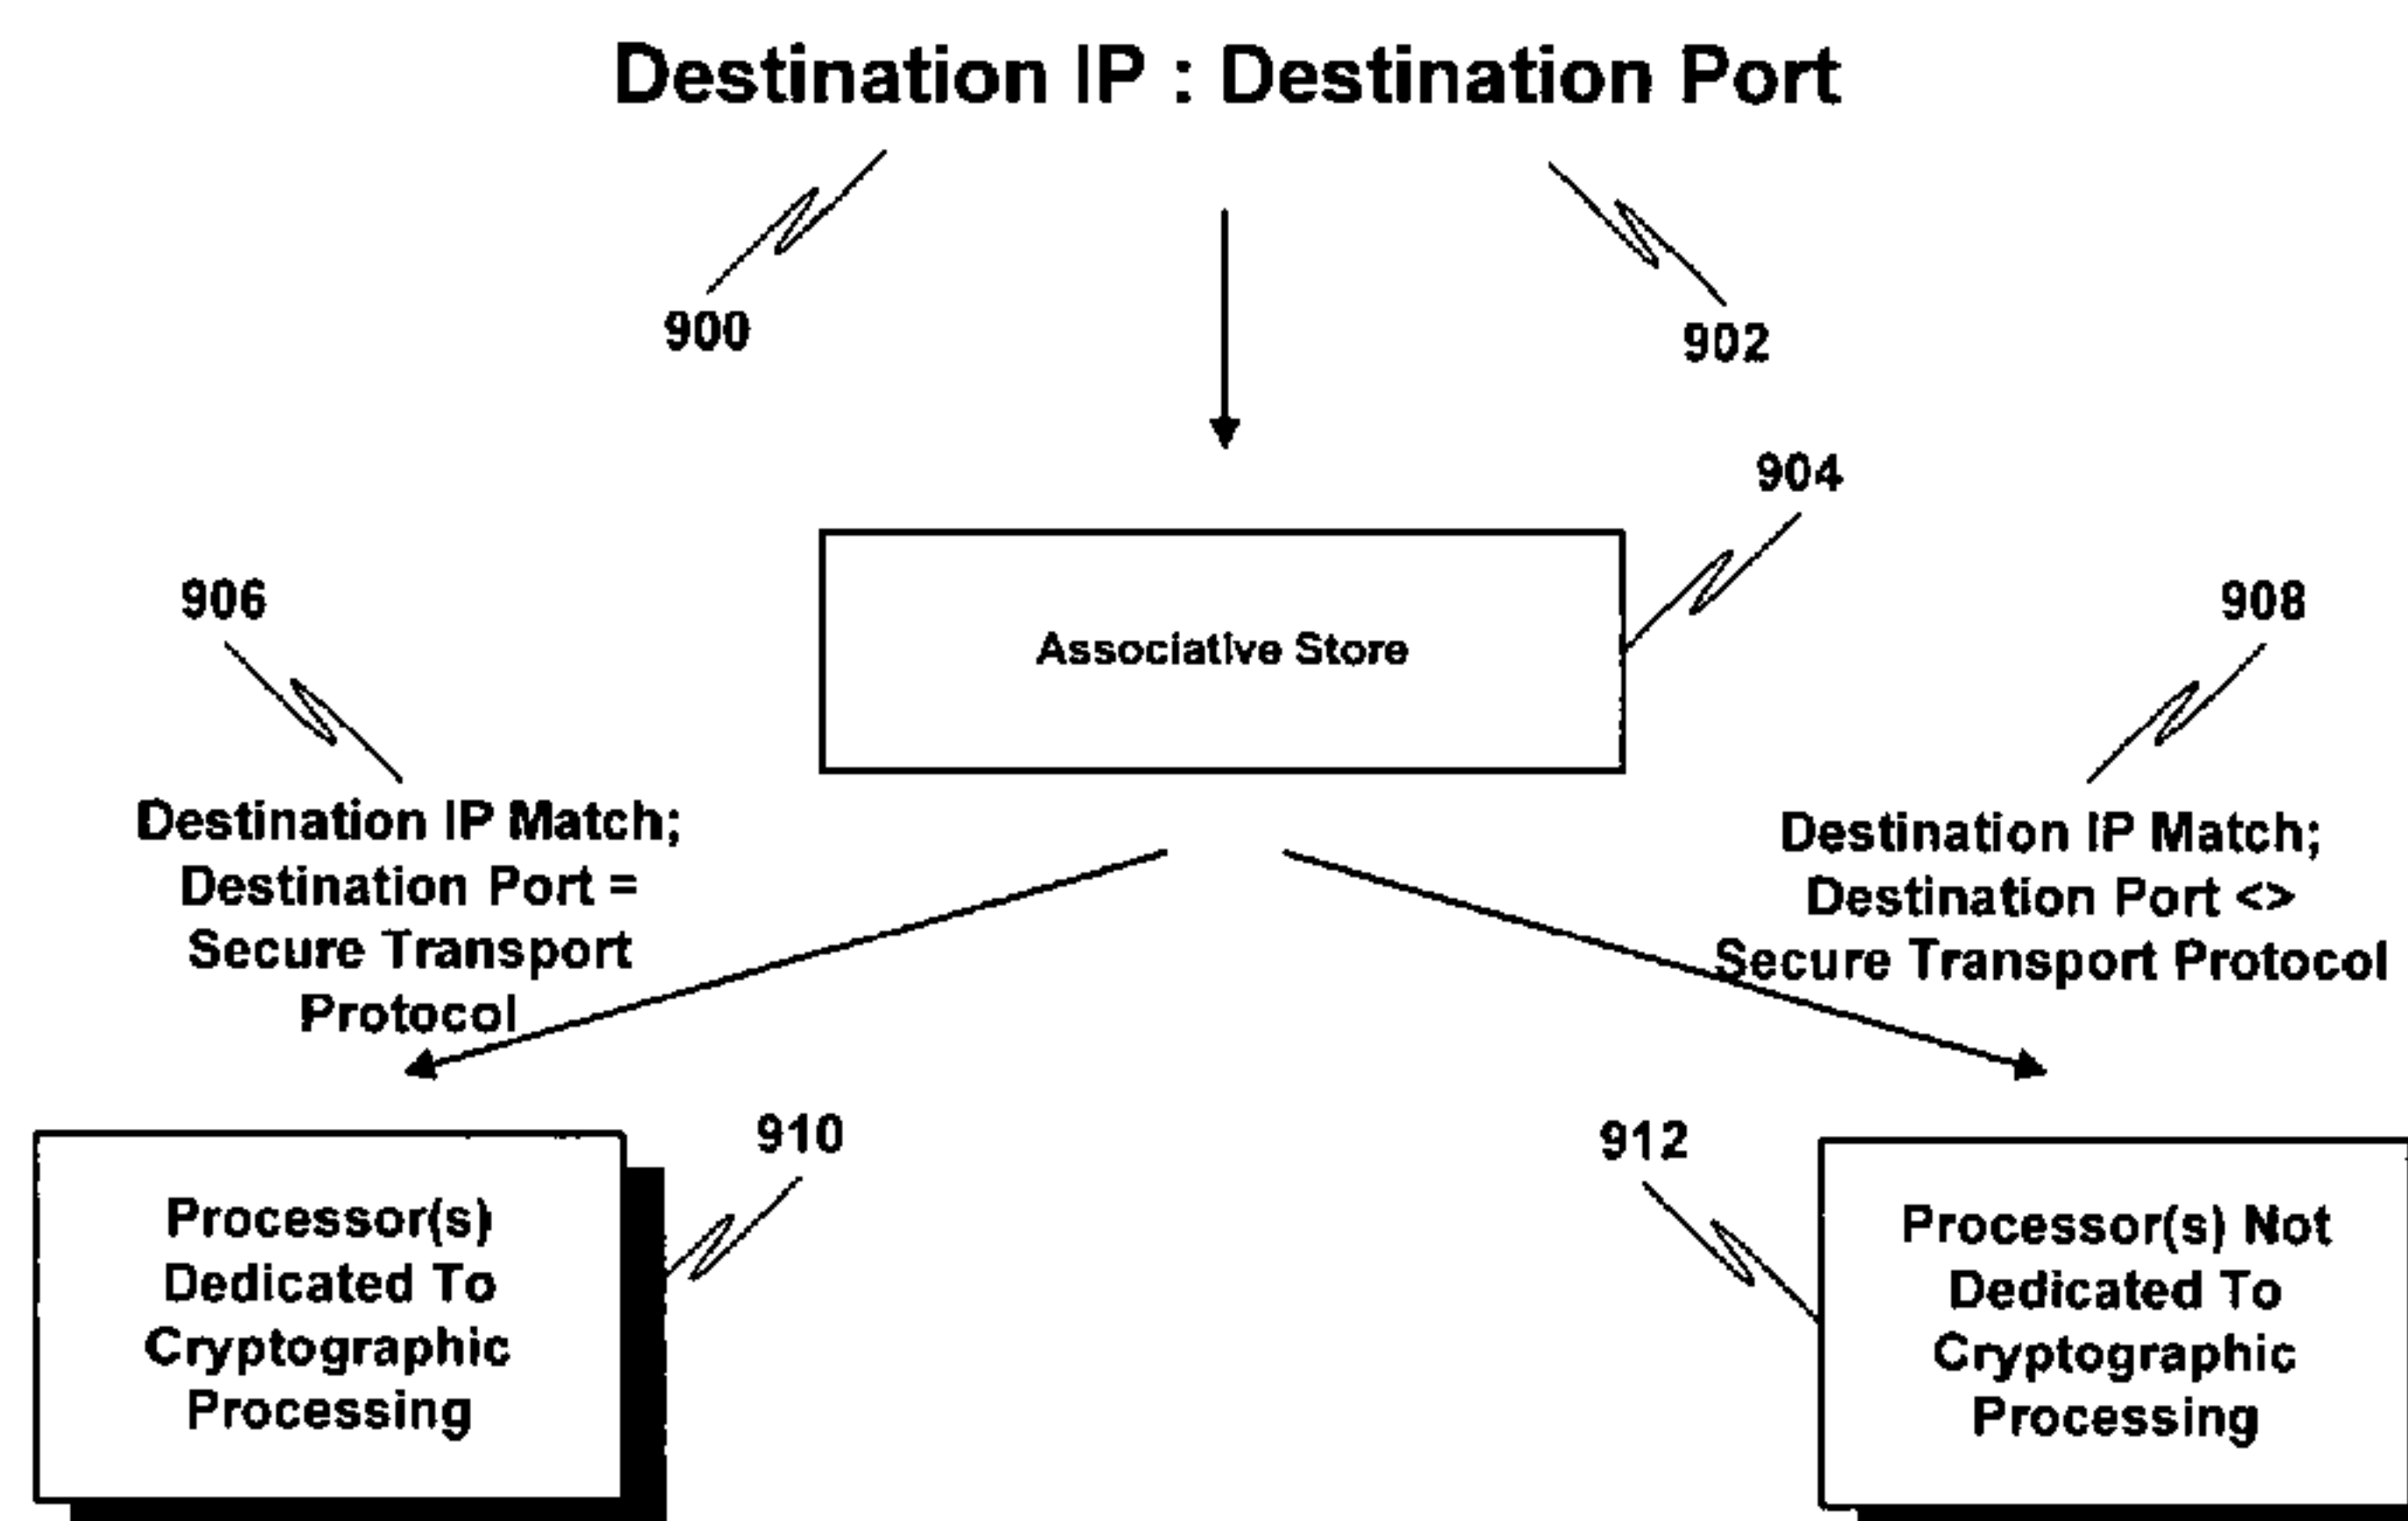 Destination IP : Destination Port
900
902
904
Associative Store
906
908
Destination IP Match;
Destination Port =
Secure Transport
Protocol
Destination IP Match;
Destination Port <>
Secure Transport Protocol
910
912
Processor(s)
Dedicated To
Cryptographic
Processing
Processor(s) Not
Dedicated To
Cryptographic
Processing